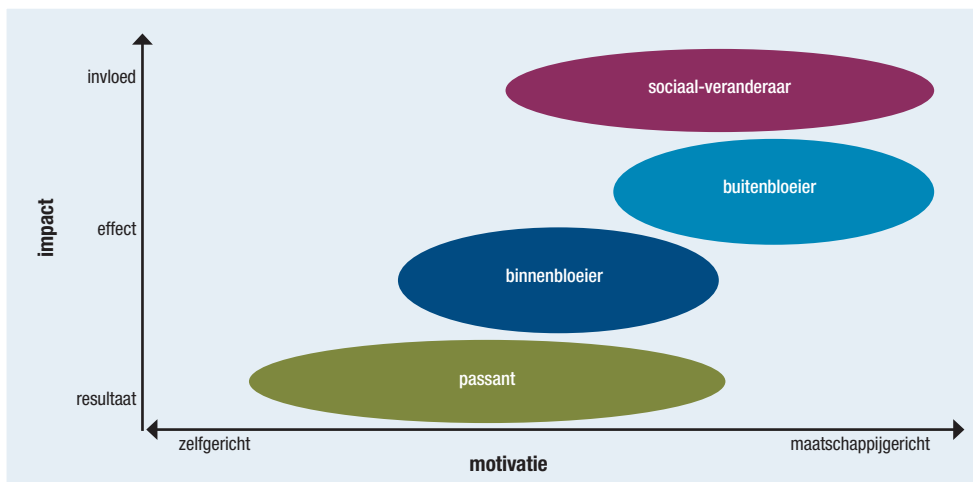 invloed
sociaal-veranderaar
buitenbloeier
impact
effect
binnenbloeier
passant
resultaat
zelfgericht
maatschappijgericht
motivatie